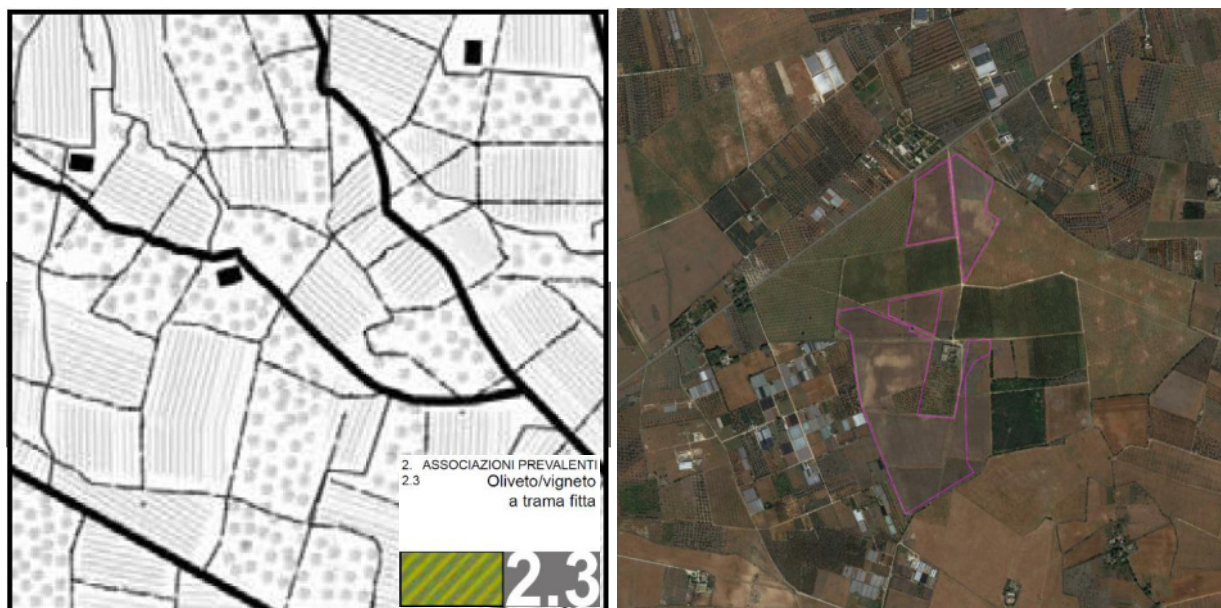 2. ASSOCIAZIONI PREVALENTI
2.3 Oliveto/vigneto
a trama fitta
2.3